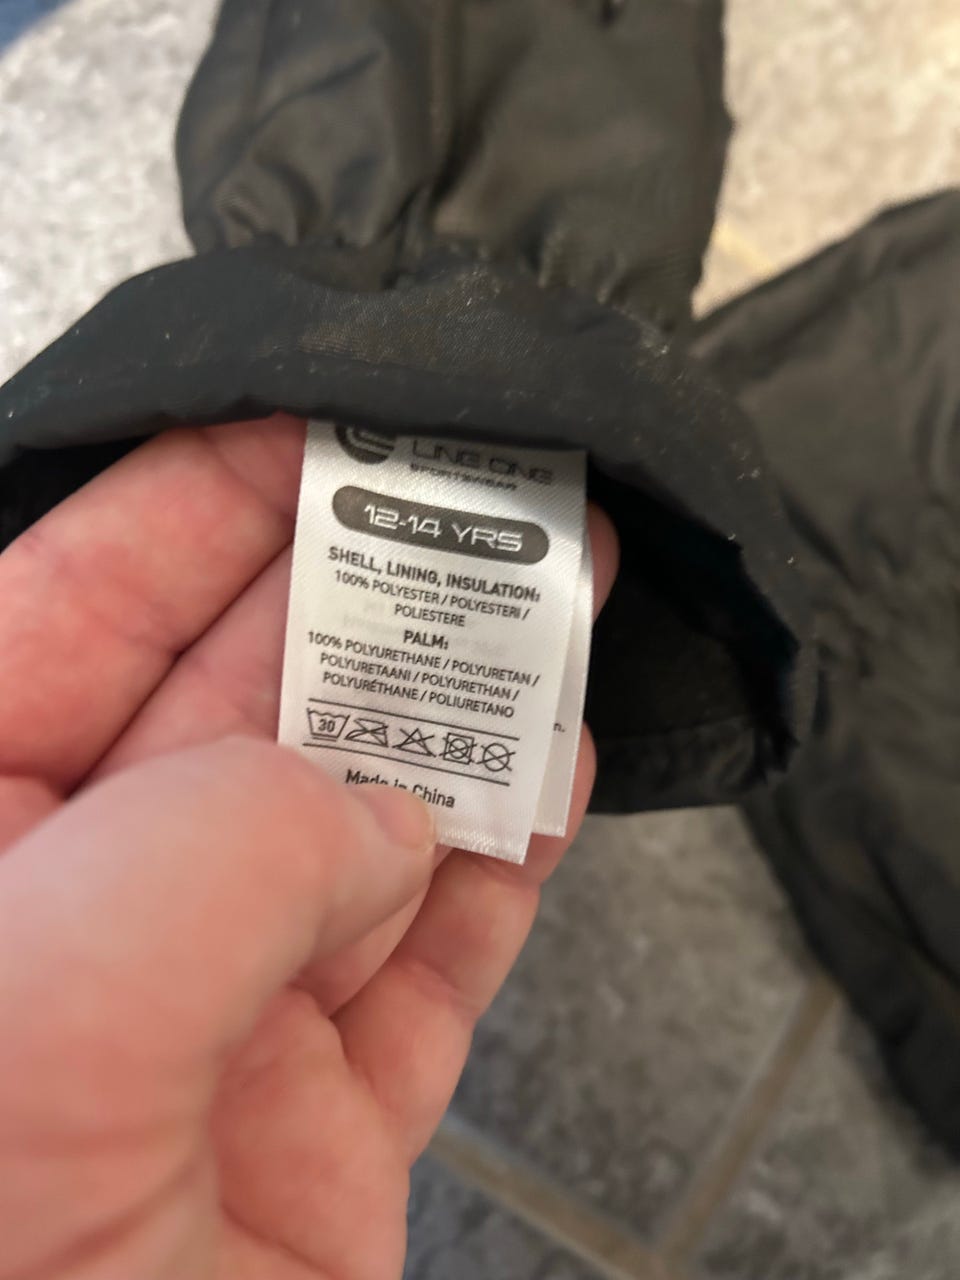 LINE ONE
SPORTSWEAR
12-14 YRS
SHELL, LINING, INSULATION:
100% POLYESTER / POLYESTERI /
POLIESTERE
PALM:
100% POLYURETHANE / POLYURETAN /
POLYURETAANI / POLYURETHAN /
POLYURÉTHANE / POLIURETANO
30
Made in China
n.